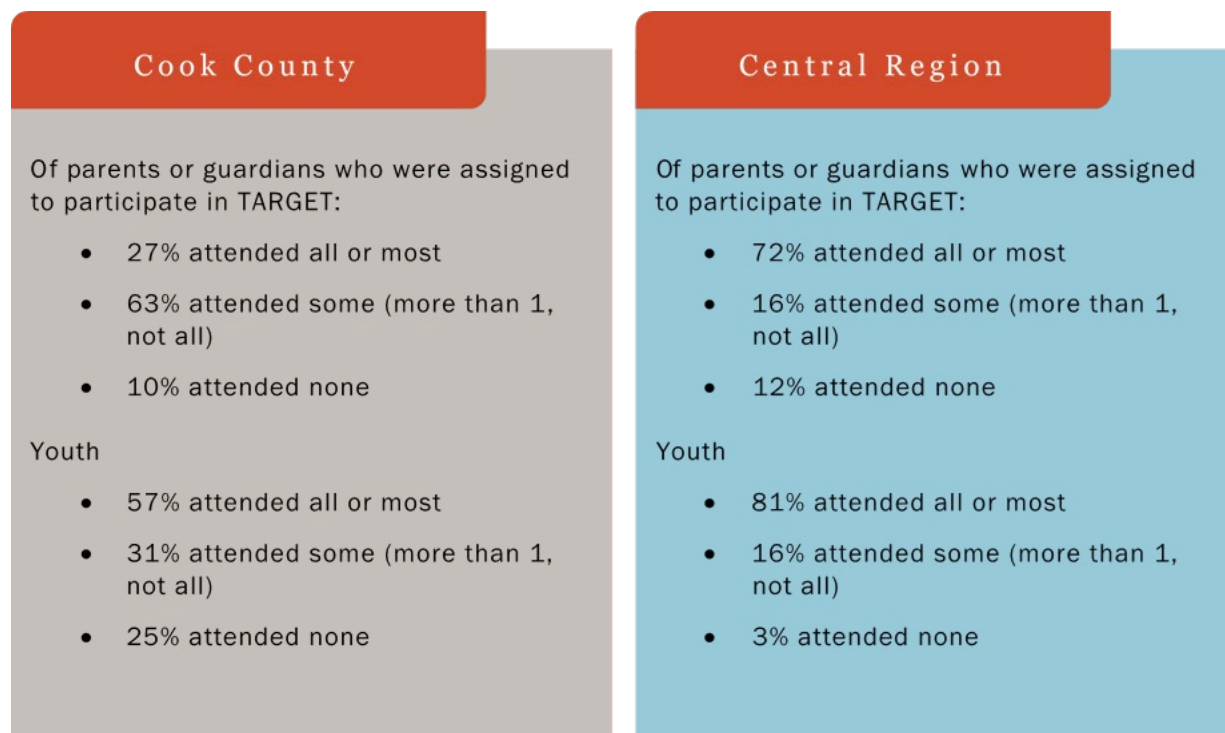 Cook County
Of parents or guardians who were assigned
to participate in TARGET:
• 27% attended all or most
• 63% attended some (more than 1,
not all)
• 10% attended none
Youth
• 57% attended all or most
• 31% attended some (more than 1,
not all)
• 25% attended none
Central Region
Of parents or guardians who were assigned
to participate in TARGET:
• 72% attended all or most
• 16% attended some (more than 1,
not all)
• 12% attended none
Youth
• 81% attended all or most
• 16% attended some (more than 1,
not all)
• 3% attended none